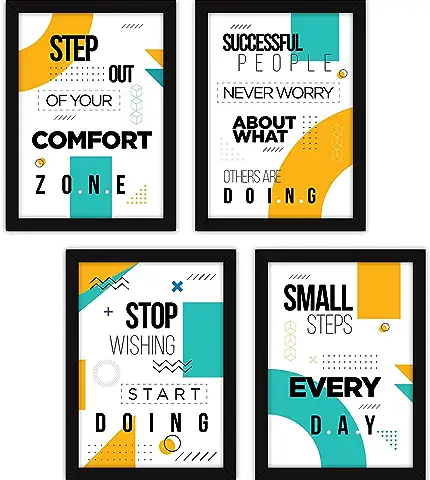 STEP
OUT
OF YOUR
COMFORT
Z.O.N.E
SUCCESSFUL
PEOPLE
NEVER WORRY
ABOUT
WHAT
OTHERS ARE
D.O.I.N.G
STOP
WISHING
START
DOING
SMALL
STEPS
EVERY
D.A.Y